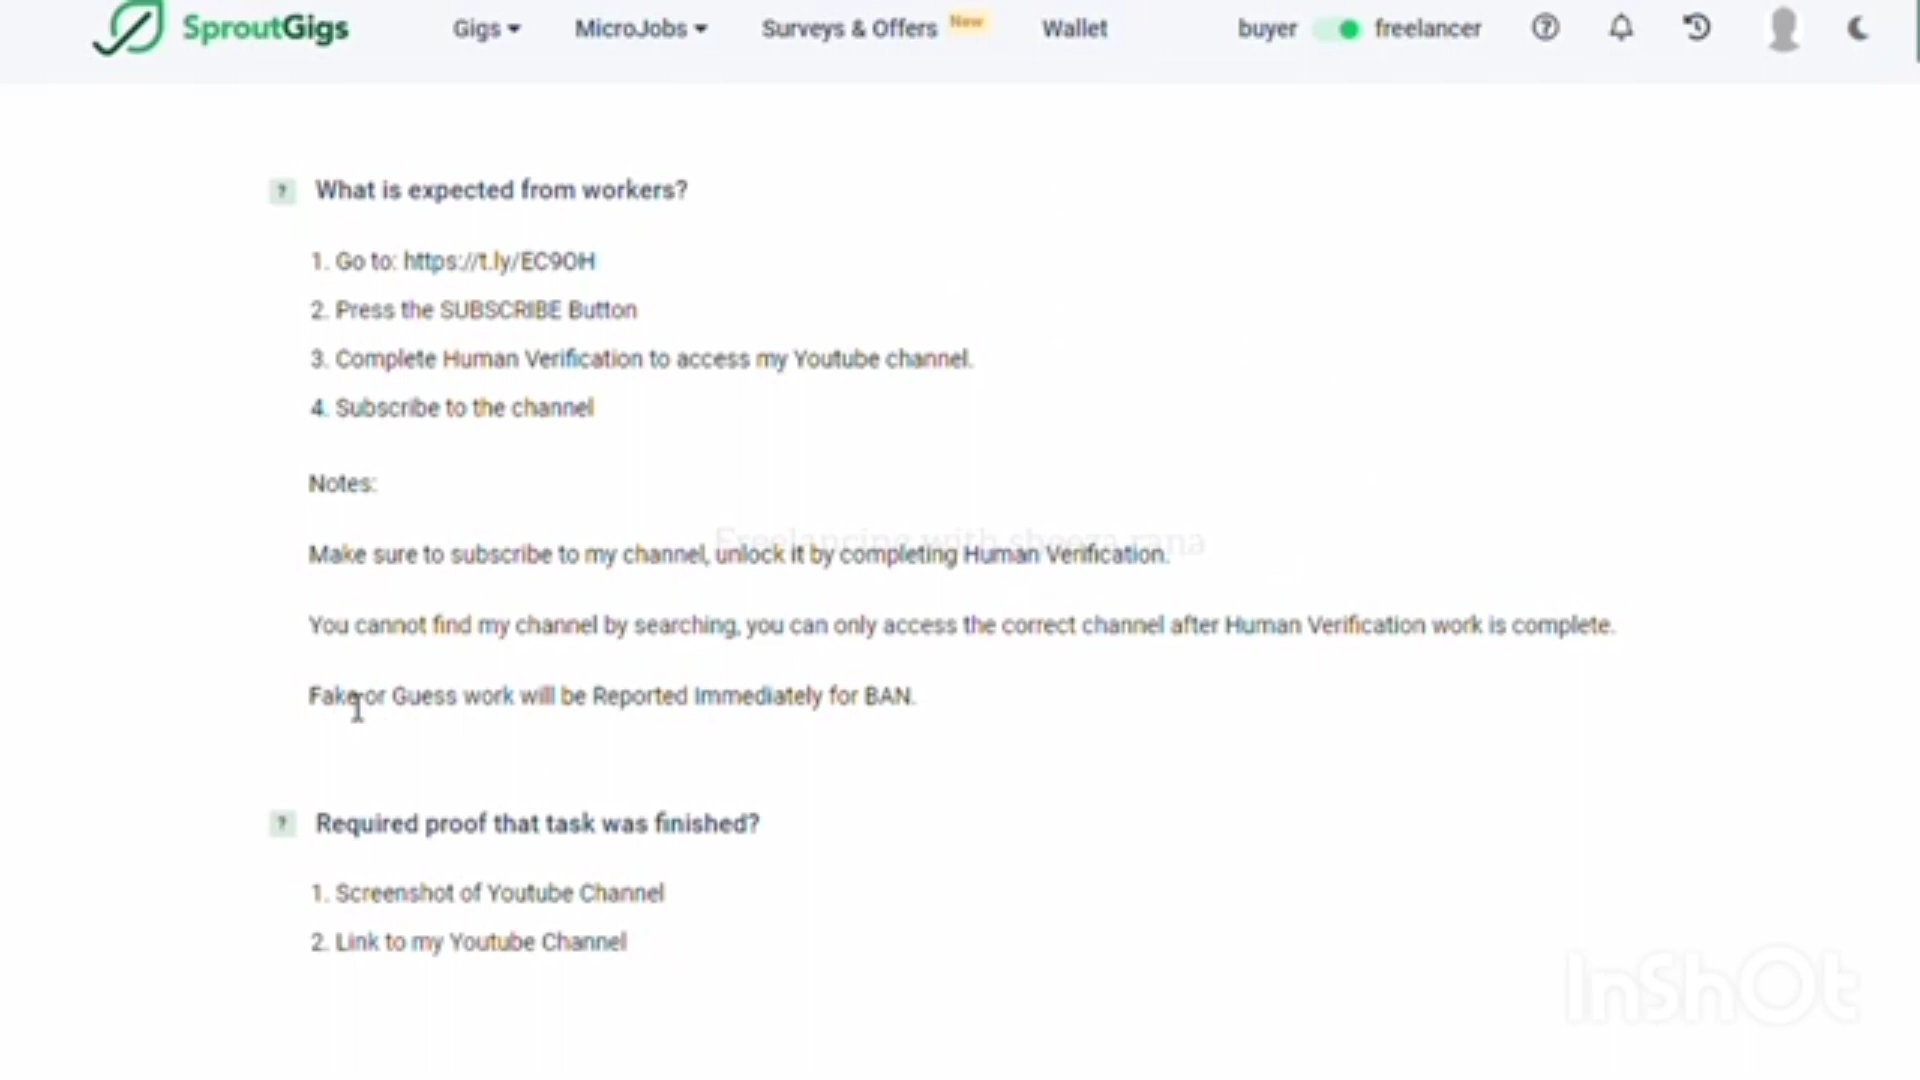 SproutGigs Gigs MicroJobs Surveys & Offers New Wallet buyer freelancer
? What is expected from workers?
1. Go to: https://t.ly/EC9OH
2. Press the SUBSCRIBE Button
3. Complete Human Verification to access my Youtube channel.
4. Subscribe to the channel
Notes:
Freelancing with sheeza rana
Make sure to subscribe to my channel, unlock it by completing Human Verification.
You cannot find my channel by searching, you can only access the correct channel after Human Verification work is complete.
Fake or Guess work will be Reported Immediately for BAN.
? Required proof that task was finished?
1. Screenshot of Youtube Channel
2. Link to my Youtube Channel
InShOt